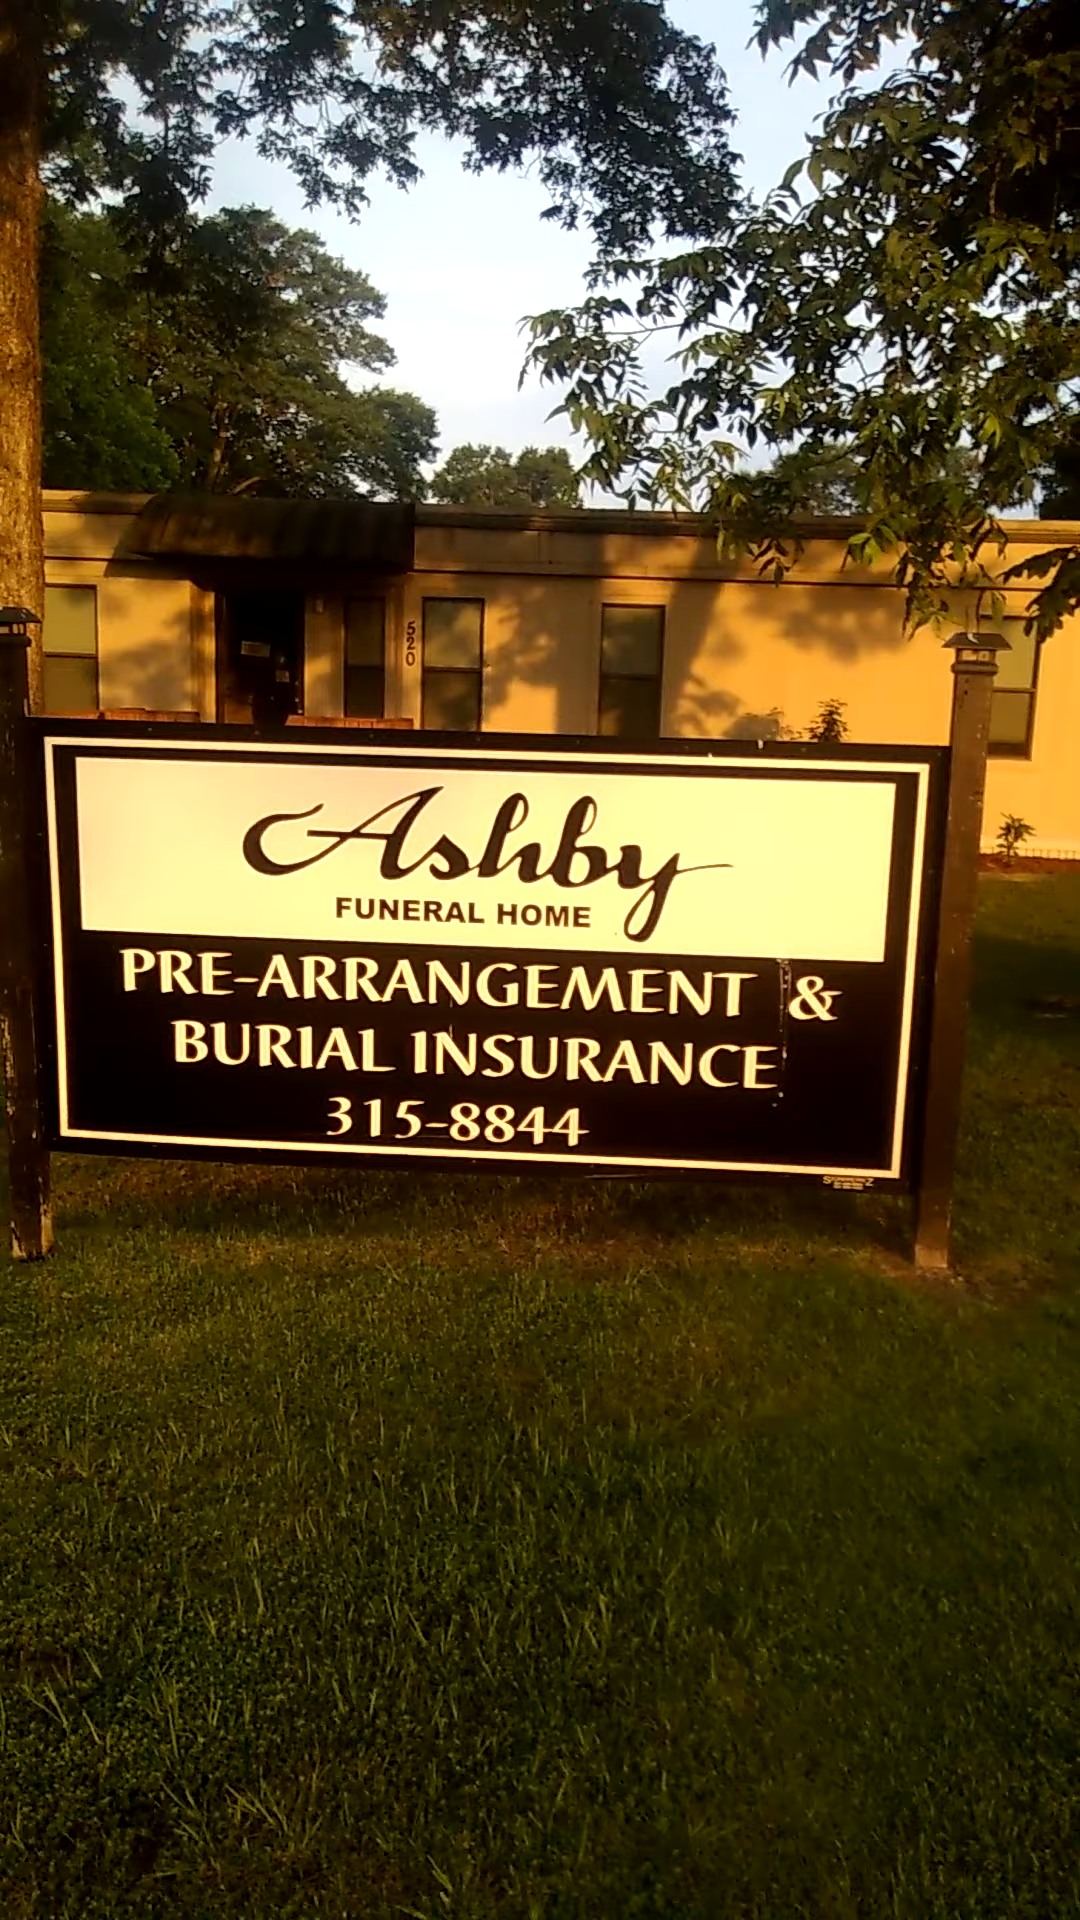 520
Ashby
FUNERAL HOME
PRE-ARRANGEMENT &
BURIAL INSURANCE
315-8844